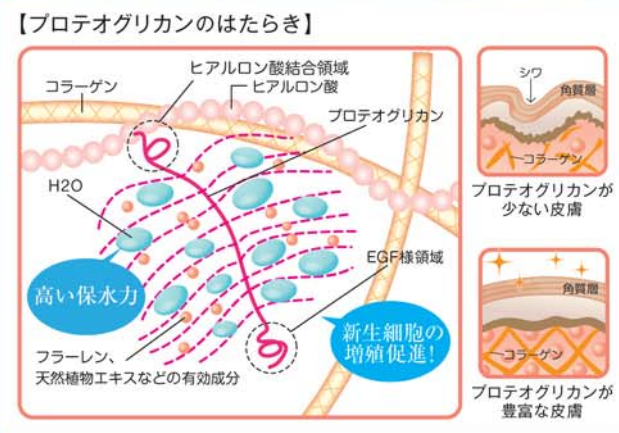 【プロテオグリカンのはたらき】
ヒアルロン酸結合領域
コラーゲン
ヒアルロン酸
プロテオグリカン
H2O
高い保水力
EGF様領域
新生細胞の
増殖促進!
フラーレン、
天然植物エキスなどの有効成分
シワ
角質層
コラーゲン
プロテオグリカンが
少ない皮膚
角質層
コラーゲン
プロテオグリカンが
豊富な皮膚